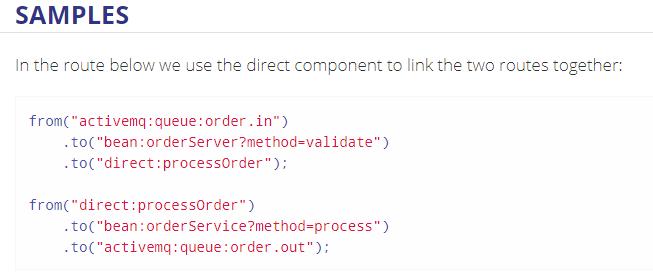 SAMPLES
In the route below we use the direct component to link the two routes together:
from("activemq:queue:order.in")
    .to("bean:orderServer?method=validate")
    .to("direct:processOrder");
from("direct:processOrder")
    .to("bean:orderService?method=process")
    .to("activemq:queue:order.out");